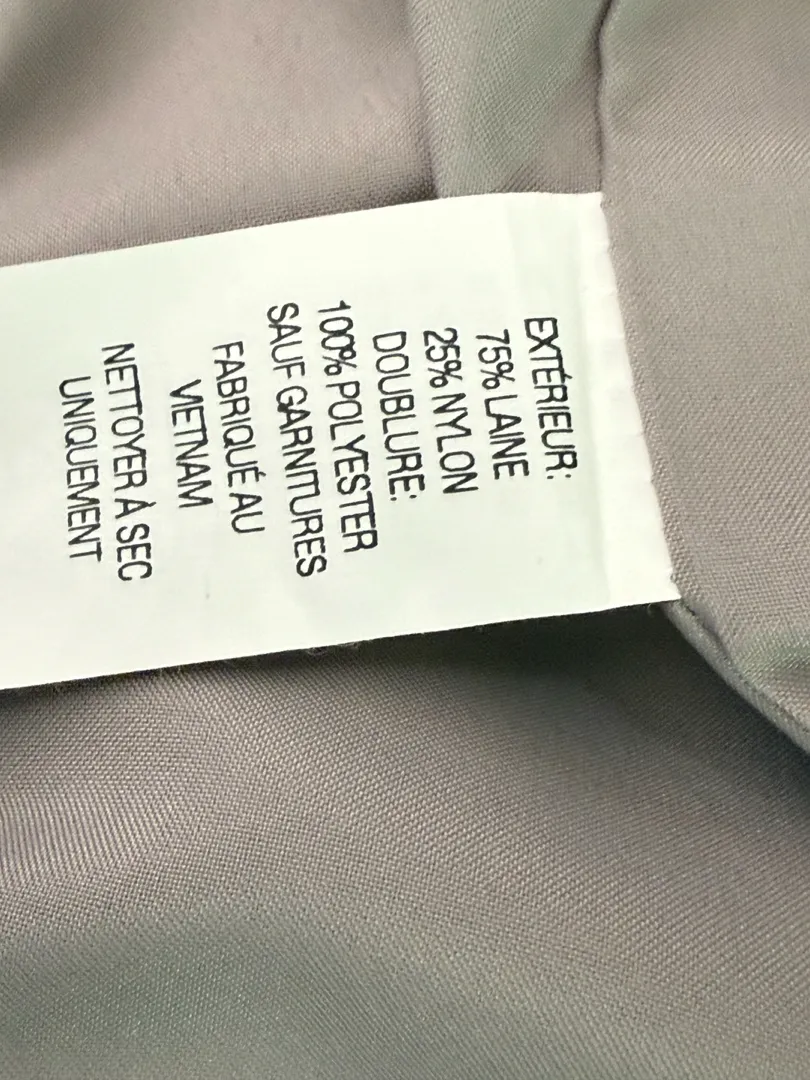 EXTÉRIEUR:
75% LAINE
25% NYLON
DOUBLURE:
100% POLYESTER
SAUF GARNITURES
FABRIQUÉ AU
VIETNAM
NETTOYER À SEC
UNIQUEMENT